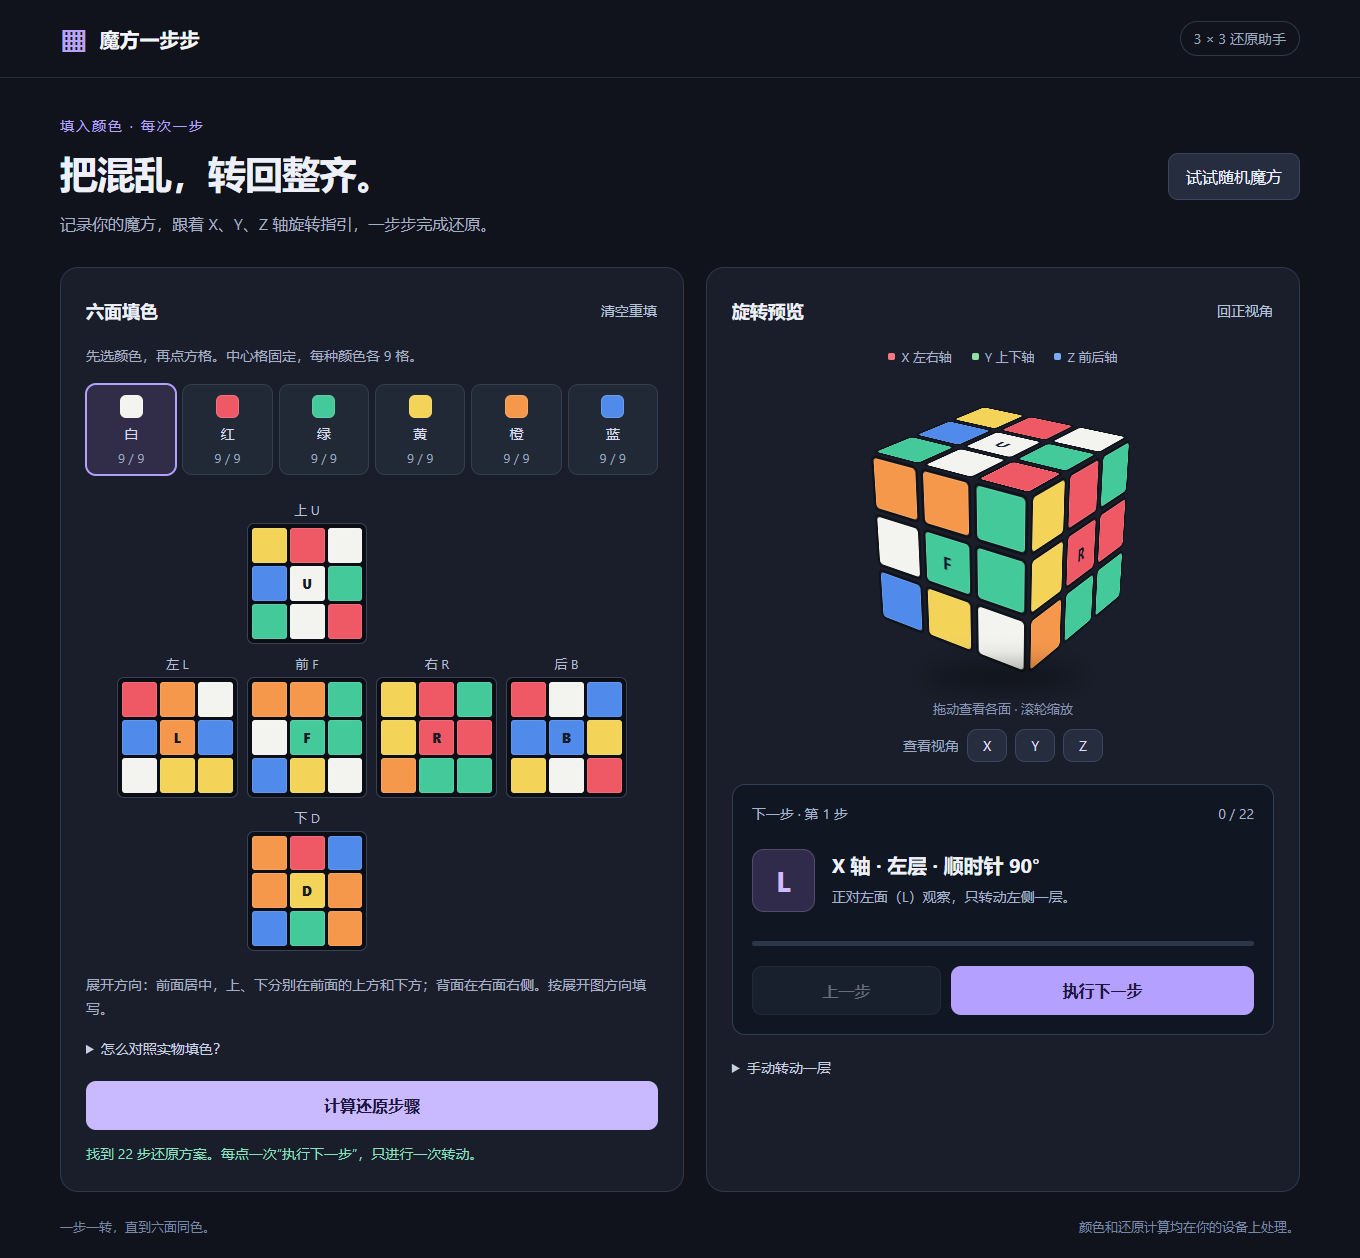 魔方一步步
3 × 3 还原助手
填入颜色 · 每次一步
把混乱，转回整齐。
试试随机魔方
记录你的魔方，跟着 X、Y、Z 轴旋转指引，一步步完成还原。
六面填色
清空重填
先选颜色，再点方格。中心格固定，每种颜色各 9 格。
白
9 / 9
红
9 / 9
绿
9 / 9
黄
9 / 9
橙
9 / 9
蓝
9 / 9
上 U
U
左 L
前 F
右 R
后 B
L
F
R
B
下 D
D
展开方向：前面居中，上、下分别在前面的上方和下方；背面在右面右侧。按展开图方向填
写。
怎么对照实物填色？
计算还原步骤
找到 22 步还原方案。每点一次“执行下一步”，只进行一次转动。
旋转预览
回正视角
X 左右轴
Y 上下轴
Z 前后轴
U
F
R
拖动查看各面 · 滚轮缩放
查看视角
X
Y
Z
下一步 · 第 1 步
0 / 22
L
X 轴 · 左层 · 顺时针 90°
正对左面（L）观察，只转动左侧一层。
上一步
执行下一步
手动转动一层
一步一转，直到六面同色。
颜色和还原计算均在你的设备上处理。